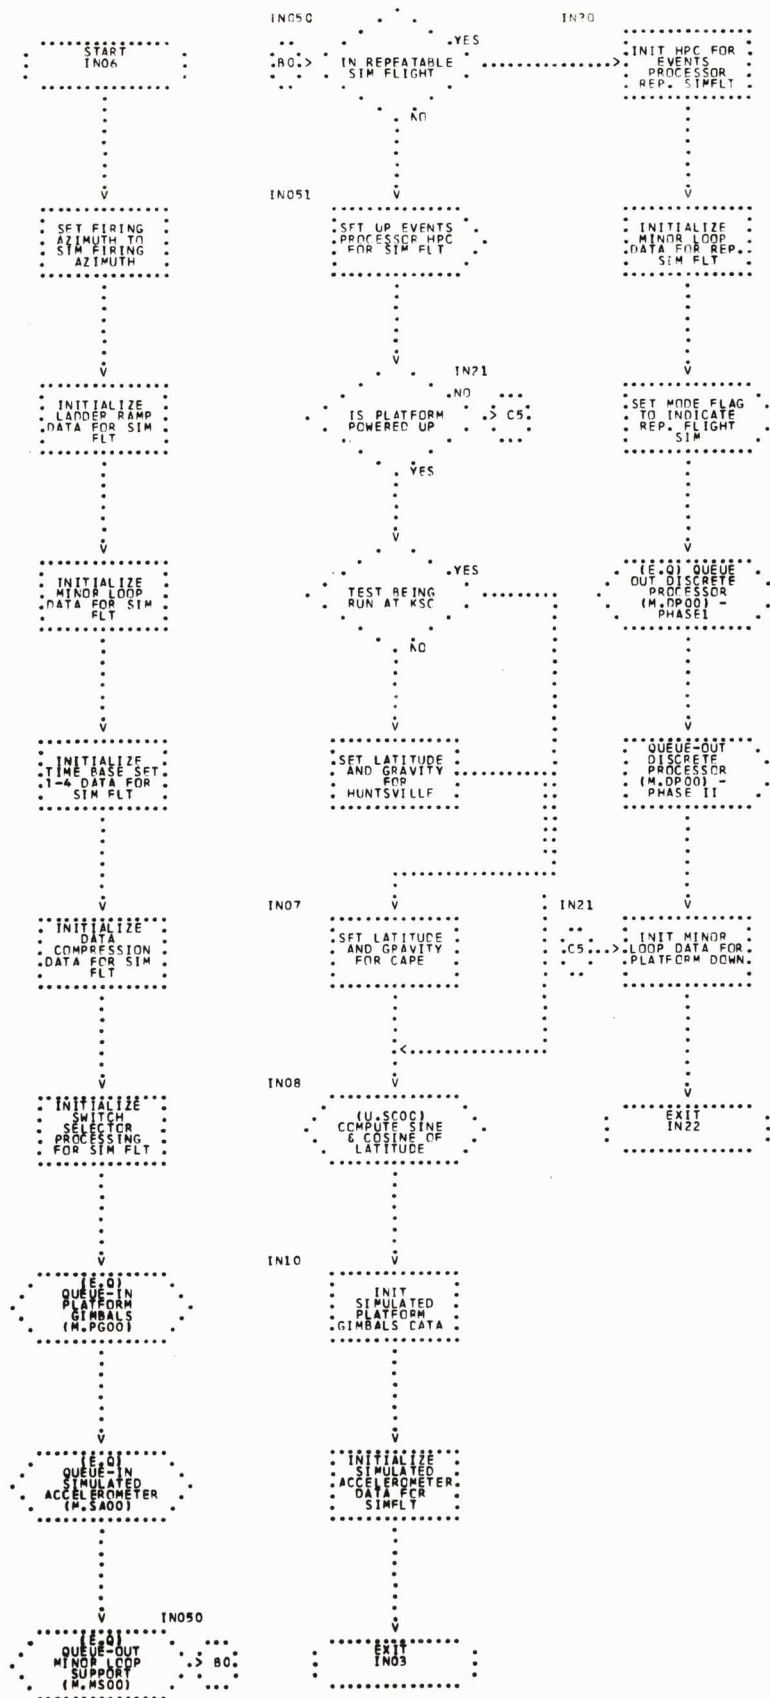 START
IN06
SET FIRING
AZIMUTH TO
SIM FIRING
AZIMUTH
INITIALIZE
LADDER RAMP
DATA FOR SIM
FLT
INITIALIZE
MINOR LOOP
DATA FOR SIM
FLT
INITIALIZE
TIME BASE SET
1-4 DATA FOR
SIM FLT
INITIALIZE
DATA
COMPRESSION
DATA FOR SIM
FLT
INITIALIZE
SWITCH
SELECTOR
PROCESSING
FOR SIM FLT
(E.Q)
QUEUE-IN
PLATFORM
GIMBALS
(M.PG00)
(E.Q)
QUEUE-IN
SIMULATED
ACCELEROMETER
(M.SA00)
IN050
(E.Q)
QUEUE-OUT
MINOR LOOP
SUPPORT
(M.MS00)
B0
IN050
B0
IN REPEATABLE
SIM FLIGHT
YES
NO
IN051
SET UP EVENTS
PROCESSOR HPC
FOR SIM FLT
IN21
IS PLATFORM
POWERED UP
NO
C5
YES
TEST BEING
RUN AT KSC
YES
NO
SET LATITUDE
AND GRAVITY
FOR
HUNTSVILLE
IN07
SET LATITUDE
AND GRAVITY
FOR CAPE
IN08
(U.SC0C)
COMPUTE SINE
& COSINE OF
LATITUDE
IN10
INIT
SIMULATED
PLATFORM
GIMBALS DATA
INITIALIZE
SIMULATED
ACCELEROMETER
DATA FOR
SIMFLT
EXIT
IN03
IN20
INIT HPC FOR
EVENTS
PROCESSOR
REP. SIMFLT
INITIALIZE
MINOR LOOP
DATA FOR REP.
SIM FLT
SET MODE FLAG
TO INDICATE
REP. FLIGHT
SIM
(E.Q) QUEUE
OUT DISCRETE
PROCESSOR
(M.DP00) -
PHASE1
QUEUE-OUT
DISCRETE
PROCESSOR
(M.DP00) -
PHASE II
IN21
C5
INIT MINOR
LOOP DATA FOR
PLATFORM DOWN
EXIT
IN22